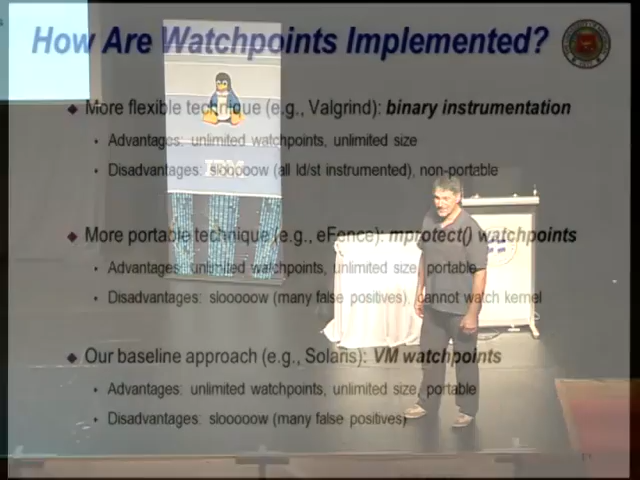 How Are Watchpoints Implemented?
More flexible technique (e.g., Valgrind): binary instrumentation
Advantages: unlimited watchpoints, unlimited size
Disadvantages: slooooow (all ld/st instrumented), non-portable
IBM
More portable technique (e.g., eFence): mprotect() watchpoints
Advantages: unlimited watchpoints, unlimited size, portable
Disadvantages: slooooow (many false positives), cannot watch kernel
Our baseline approach (e.g., Solaris): VM watchpoints
Advantages: unlimited watchpoints, unlimited size, portable
Disadvantages: slooooow (many false positives)